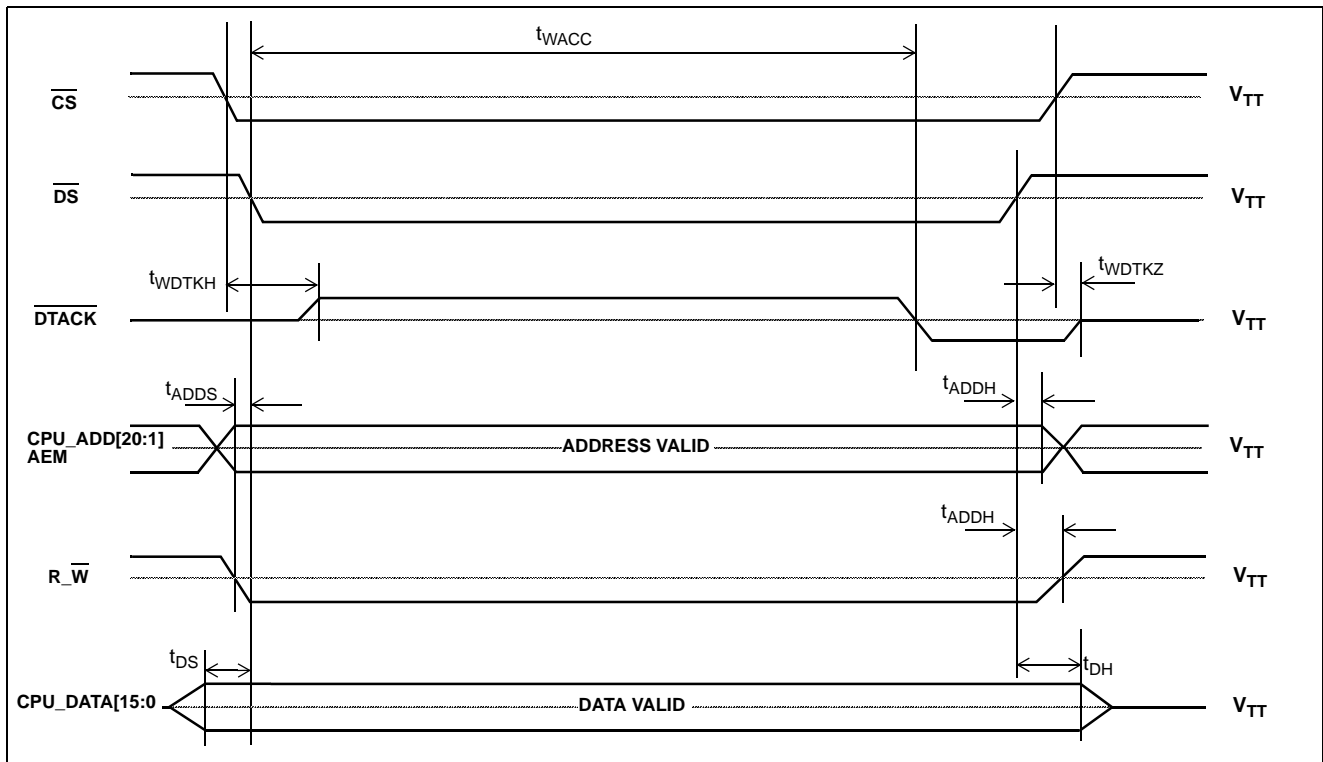 tWACC
CS VTT
DS VTT
tWDTKH tWDTKZ
DTACK VTT
tADDS tADDH
CPU_ADD[20:1] ADDRESS VALID VTT
AEM
tADDH
R_W VTT
tDS tDH
CPU_DATA[15:0 DATA VALID VTT